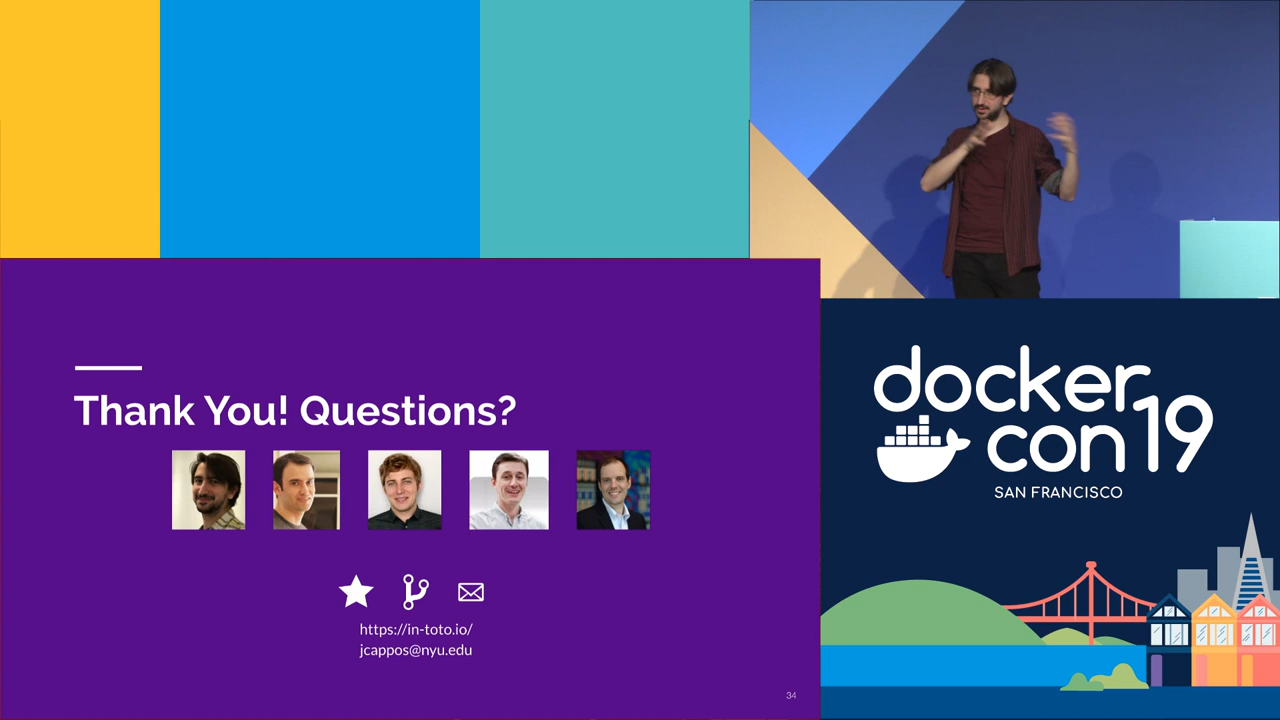 Thank You! Questions?
https://in-toto.io/
jcappos@nyu.edu
34
docker
con19
SAN FRANCISCO